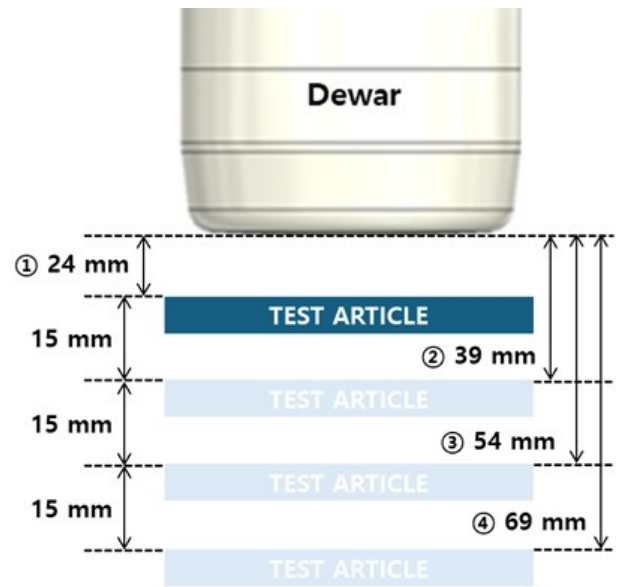 Dewar
① 24 mm
TEST ARTICLE
15 mm
② 39 mm
TEST ARTICLE
15 mm
③ 54 mm
TEST ARTICLE
15 mm
④ 69 mm
TEST ARTICLE